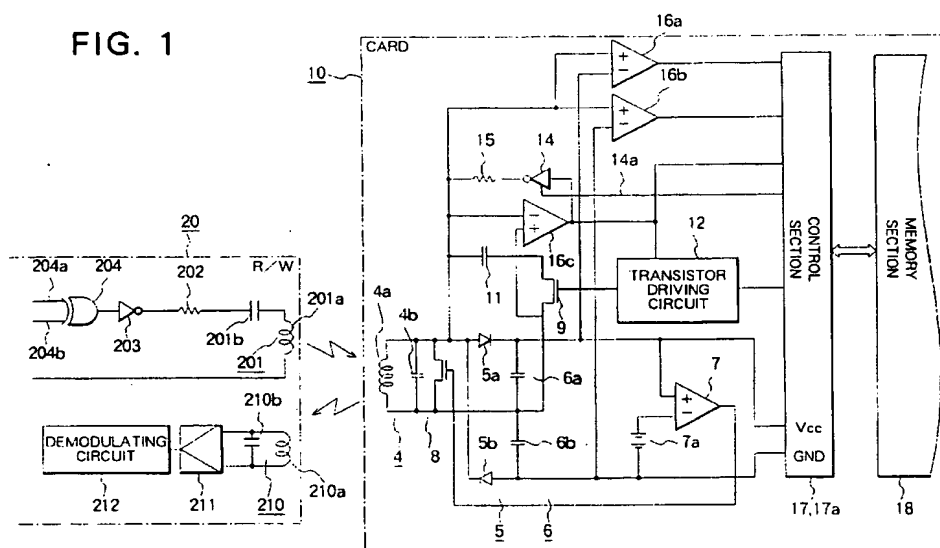 FIG. 1
CARD
10
16a
+
−
16b
+
−
15
14
14a
−
+
16c
12
TRANSISTOR
DRIVING
CIRCUIT
11
9
CONTROL
SECTION
MEMORY
SECTION
20
R/W
204a
204
202
204b
203
201b
201a
201
4a
4b
5a
6a
7
+
−
7a
4
8
5b
6b
Vcc
GND
5
6
17,17a
18
210b
DEMODULATING
CIRCUIT
212
211
210
210a